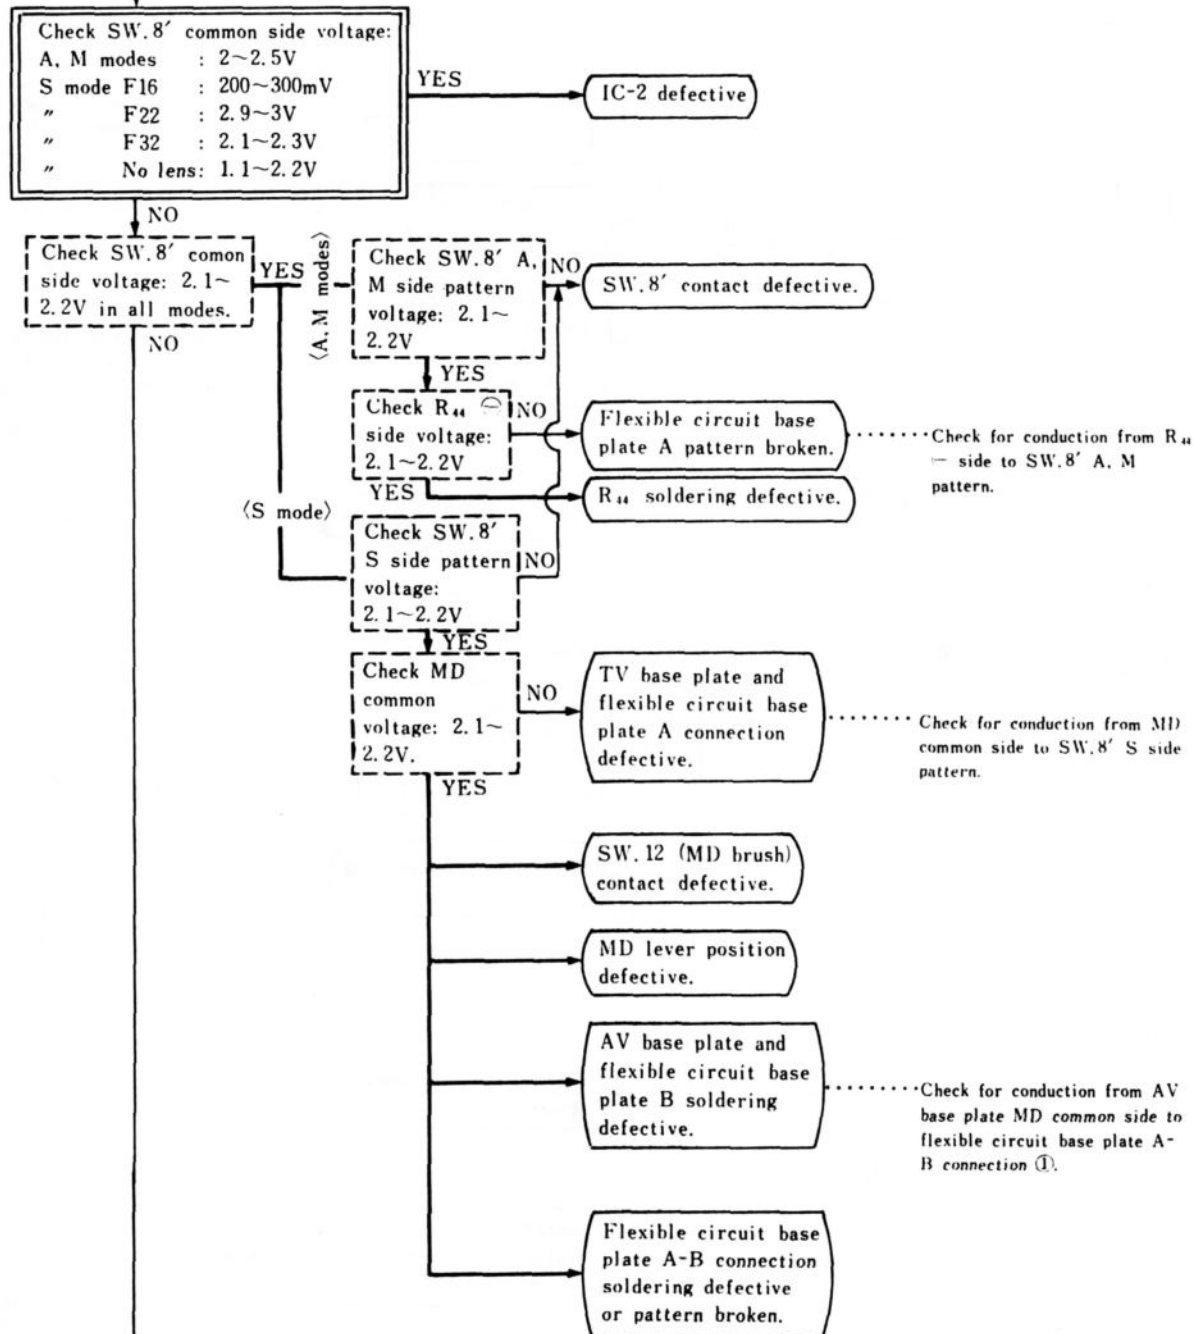 Check SW.8′ common side voltage:
A, M modes : 2~2.5V
S mode F16 : 200~300mV
〃 F22 : 2.9~3V
〃 F32 : 2.1~2.3V
〃 No lens: 1.1~2.2V
YES
IC-2 defective
NO
Check SW.8′ comon
side voltage: 2.1~
2.2V in all modes.
YES
NO
〈A, M modes〉
Check SW.8′ A,
M side pattern
voltage: 2.1~
2.2V
NO
SW.8′ contact defective.
YES
Check R₄₄ ⊖
side voltage:
2.1~2.2V
NO
Flexible circuit base
plate A pattern broken.
Check for conduction from R₄₄
− side to SW.8′ A, M
pattern.
YES
R₄₄ soldering defective.
〈S mode〉
Check SW.8′
S side pattern
voltage:
2.1~2.2V
NO
YES
Check MD
common
voltage: 2.1~
2.2V.
NO
TV base plate and
flexible circuit base
plate A connection
defective.
Check for conduction from MD
common side to SW.8′ S side
pattern.
YES
SW.12 (MD brush)
contact defective.
MD lever position
defective.
AV base plate and
flexible circuit base
plate B soldering
defective.
Check for conduction from AV
base plate MD common side to
flexible circuit base plate A-
B connection ①.
Flexible circuit base
plate A-B connection
soldering defective
or pattern broken.